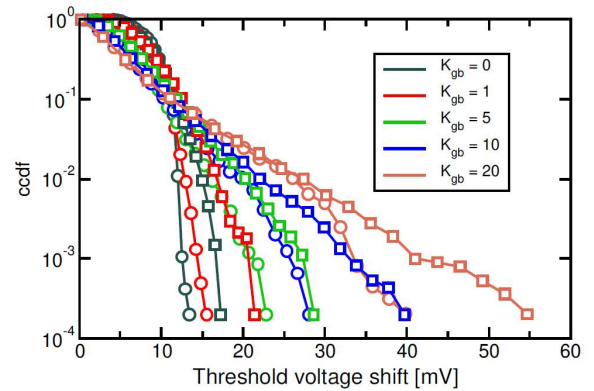 10^0
10^-1
10^-2
10^-3
10^-4
ccdf
K_gb = 0
K_gb = 1
K_gb = 5
K_gb = 10
K_gb = 20
0 10 20 30 40 50 60
Threshold voltage shift [mV]